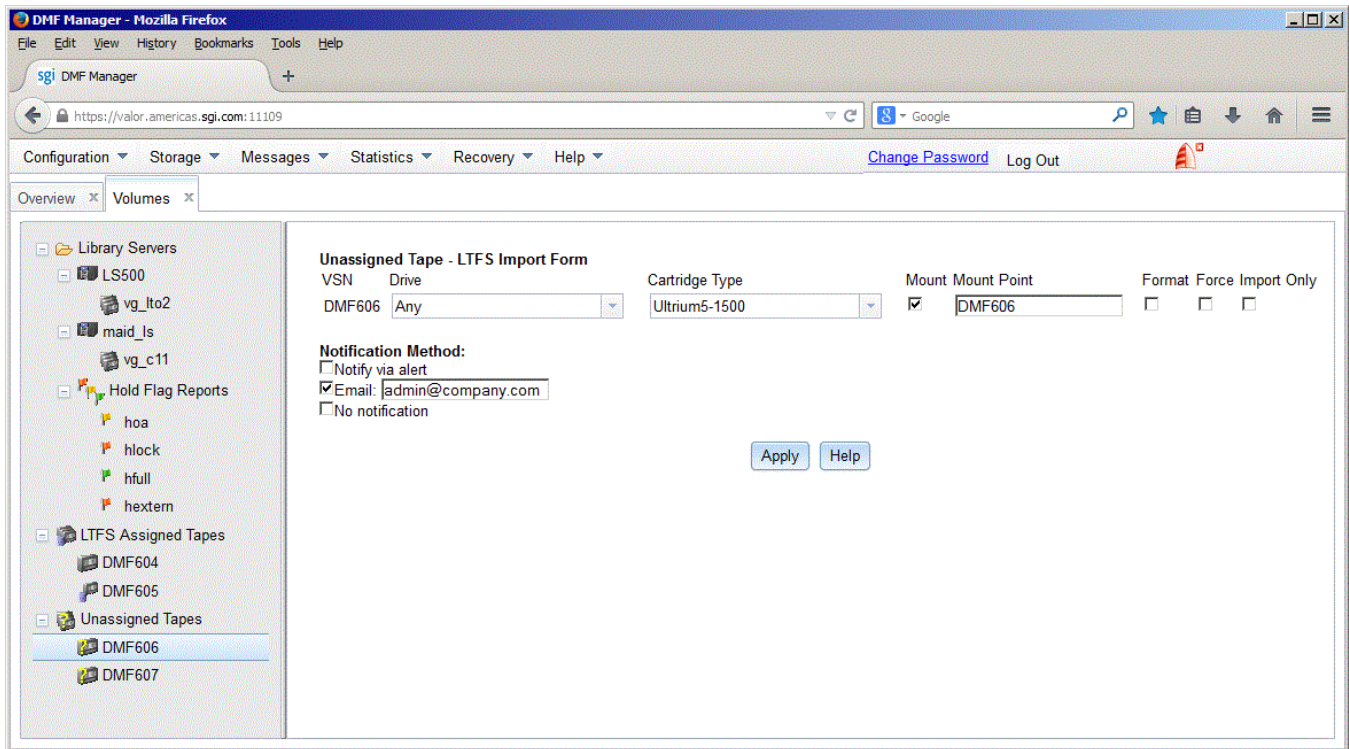 DMF Manager - Mozilla Firefox
File Edit View History Bookmarks Tools Help
sgi DMF Manager +
https://valor.americas.sgi.com:11109
8 Google
Configuration Storage Messages Statistics Recovery Help Change Password Log Out
Overview x Volumes x
Library Servers
LS500
vg_lto2
maid_ls
vg_c11
Hold Flag Reports
hoa
hlock
hfull
hextern
LTFS Assigned Tapes
DMF604
DMF605
Unassigned Tapes
DMF606
DMF607
Unassigned Tape - LTFS Import Form
VSN Drive Cartridge Type Mount Mount Point Format Force Import Only
DMF606 Any Ultrium5-1500 DMF606
Notification Method:
Notify via alert
Email: admin@company.com
No notification
Apply Help